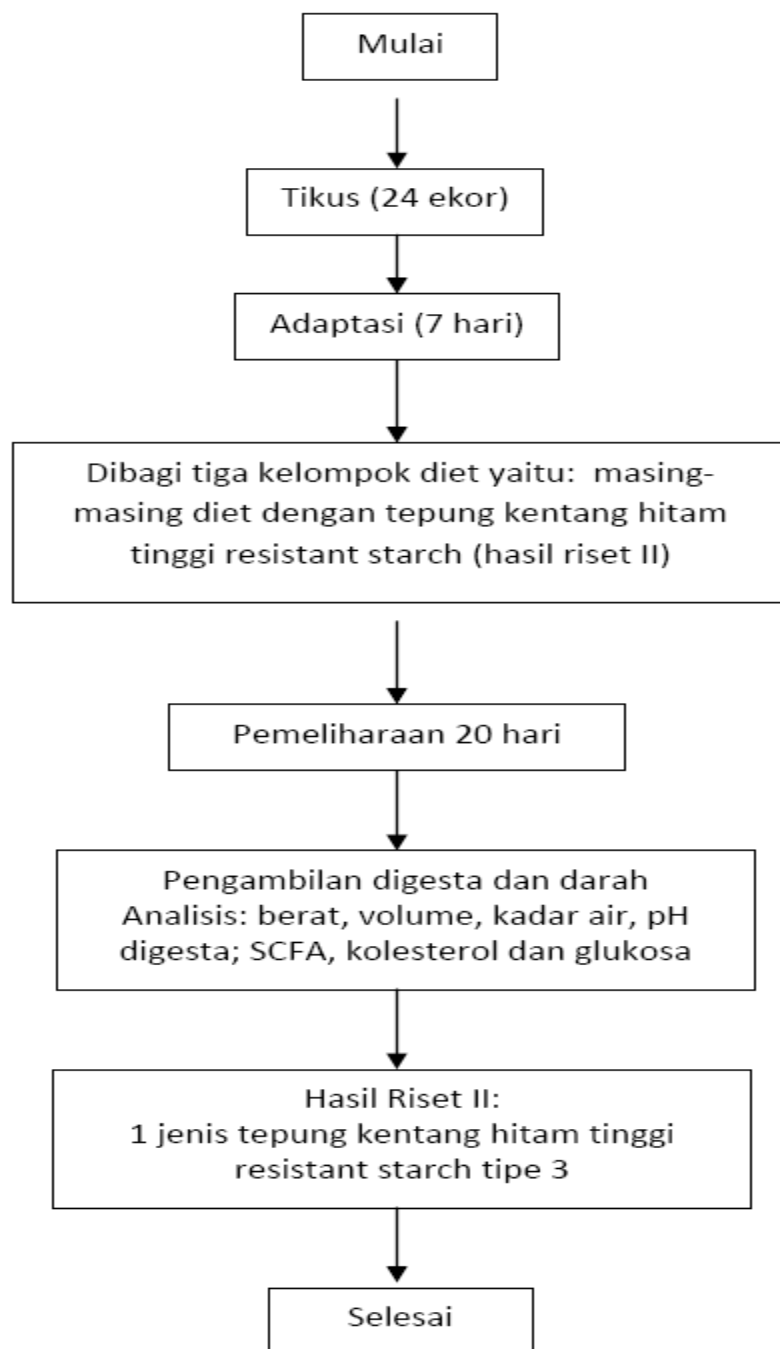 Mulai
Tikus (24 ekor)
Adaptasi (7 hari)
Dibagi tiga kelompok diet yaitu:  masing-
masing diet dengan tepung kentang hitam
tinggi resistant starch (hasil riset II)
Pemeliharaan 20 hari
Pengambilan digesta dan darah
Analisis: berat, volume, kadar air, pH
digesta; SCFA, kolesterol dan glukosa
Hasil Riset II:
1 jenis tepung kentang hitam tinggi
resistant starch tipe 3
Selesai